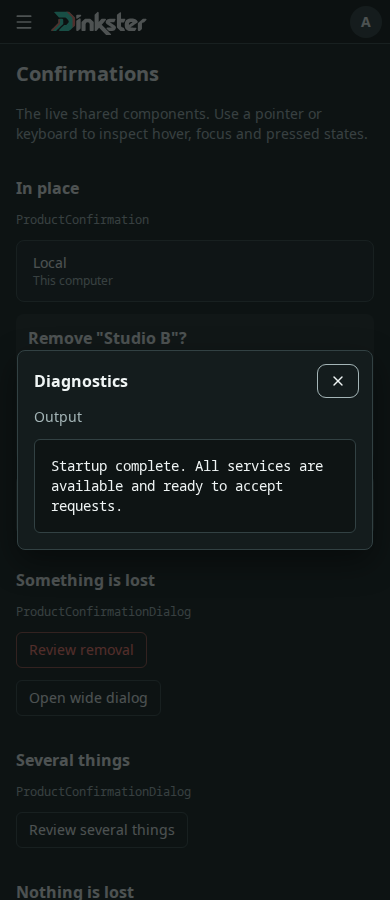 Dinkster
A
Confirmations
The live shared components. Use a pointer or
keyboard to inspect hover, focus and pressed states.
In place
ProductConfirmation
Local
This computer
Remove "Studio B"?
Diagnostics
Output
Startup complete. All services are
available and ready to accept
requests.
Something is lost
ProductConfirmationDialog
Review removal
Open wide dialog
Several things
ProductConfirmationDialog
Review several things
Nothing is lost